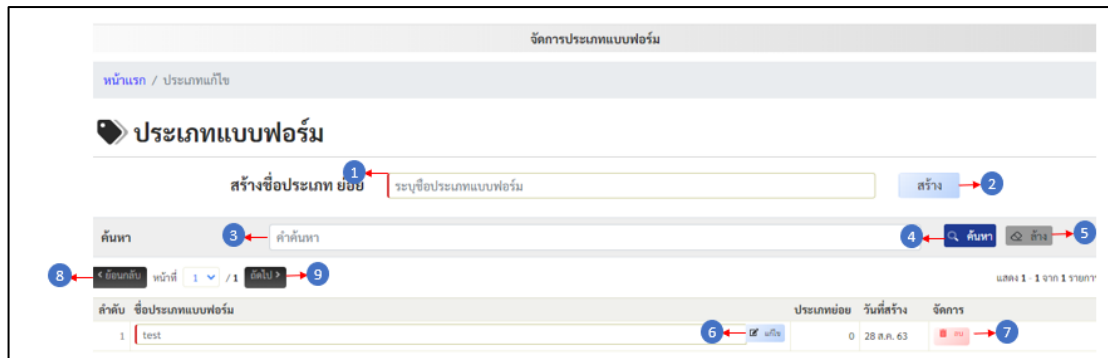 จัดการประเภทแบบฟอร์ม
หน้าแรก / ประเภทแก้ไข
ประเภทแบบฟอร์ม
สร้างชื่อประเภท ย่อย 1 ระบุชื่อประเภทแบบฟอร์ม สร้าง 2
ค้นหา 3 คำค้นหา 4 ค้นหา ล้าง 5
8 ย้อนกลับ หน้าที่ 1 / 1 ถัดไป 9 แสดง 1 - 1 จาก 1 รายการ
ลำดับ ชื่อประเภทแบบฟอร์ม ประเภทย่อย วันที่สร้าง จัดการ
1 test 6 แก้ไข 0 28 ส.ค. 63 ลบ 7